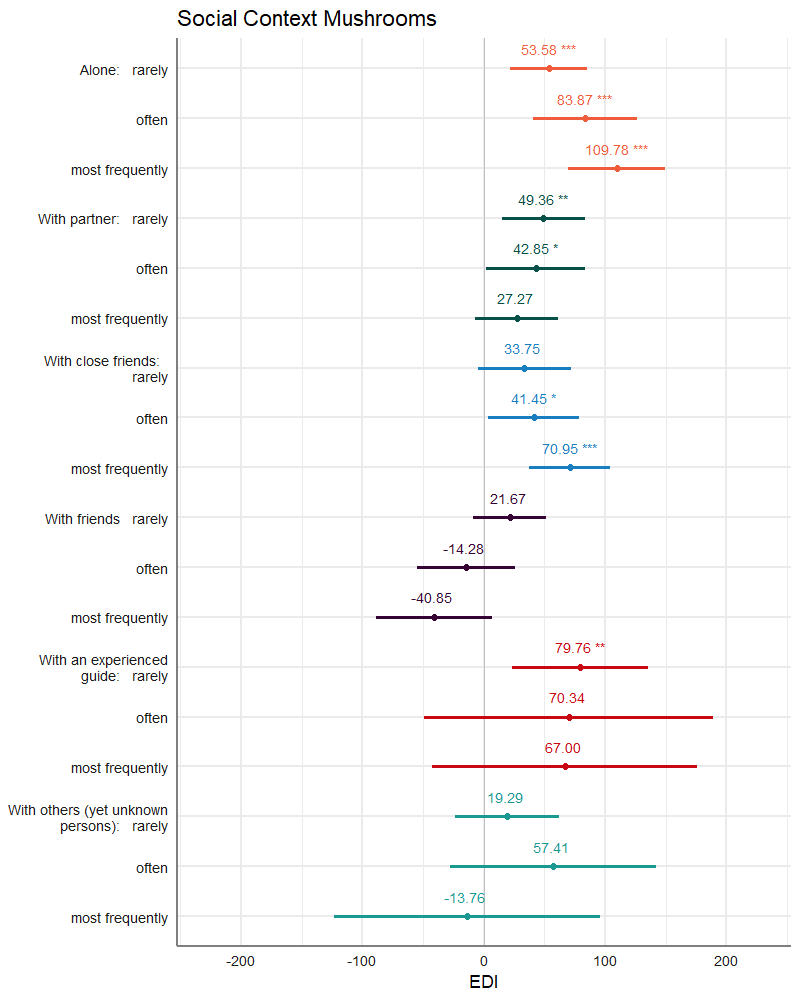 Social Context Mushrooms
53.58 ***
Alone: rarely
83.87 ***
often
109.78 ***
most frequently
49.36 **
With partner: rarely
42.85 *
often
27.27
most frequently
33.75
With close friends:
rarely
41.45 *
often
70.95 ***
most frequently
21.67
With friends rarely
-14.28
often
-40.85
most frequently
79.76 **
With an experienced
guide: rarely
70.34
often
67.00
most frequently
19.29
With others (yet unknown
persons): rarely
57.41
often
-13.76
most frequently
-200 -100 0 100 200
EDI